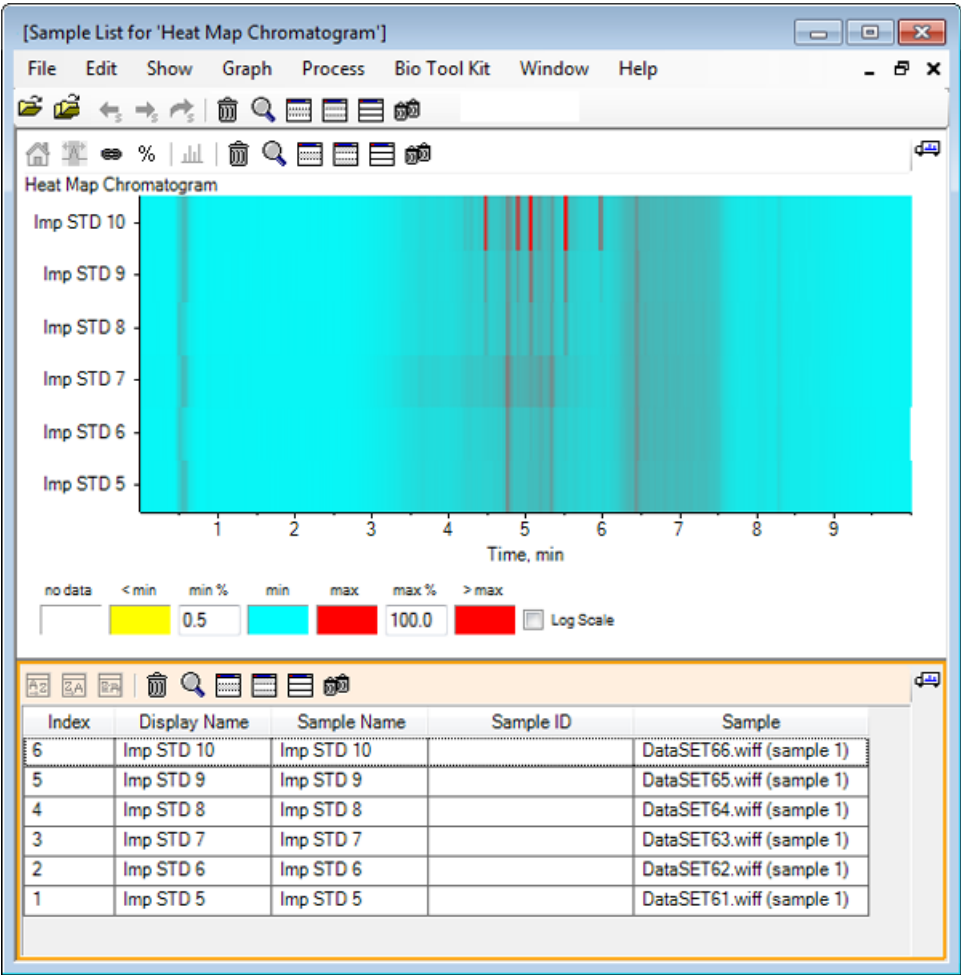 [Sample List for 'Heat Map Chromatogram']
File Edit Show Graph Process Bio Tool Kit Window Help
%
Heat Map Chromatogram
Imp STD 10
Imp STD 9
Imp STD 8
Imp STD 7
Imp STD 6
Imp STD 5
1 2 3 4 5 6 7 8 9
Time, min
no data < min min % min max max % > max
0.5 100.0 Log Scale
Index Display Name Sample Name Sample ID Sample
6 Imp STD 10 Imp STD 10 DataSET66.wiff (sample 1)
5 Imp STD 9 Imp STD 9 DataSET65.wiff (sample 1)
4 Imp STD 8 Imp STD 8 DataSET64.wiff (sample 1)
3 Imp STD 7 Imp STD 7 DataSET63.wiff (sample 1)
2 Imp STD 6 Imp STD 6 DataSET62.wiff (sample 1)
1 Imp STD 5 Imp STD 5 DataSET61.wiff (sample 1)